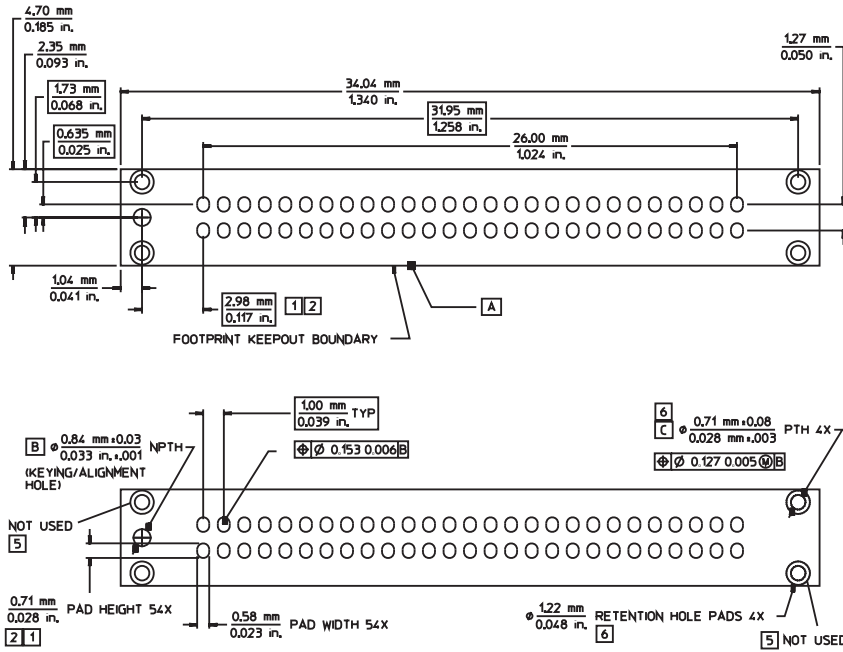 4.70 mm
0.185 in.
2.35 mm
0.093 in.
1.73 mm
0.068 in.
0.635 mm
0.025 in.
34.04 mm
1.340 in.
31.95 mm
1.258 in.
26.00 mm
1.024 in.
1.27 mm
0.050 in.
1.04 mm
0.041 in.
2.98 mm
0.117 in.
1 2
A
FOOTPRINT KEEPOUT BOUNDARY
1.00 mm TYP
0.039 in.
⌖ Ø 0.153 0.006 B
B Ø 0.84 mm±0.03 NPTH
0.033 in.±.001
(KEYING/ALIGNMENT
HOLE)
6
C Ø 0.71 mm±0.08 PTH 4X
0.028 mm±.003
⌖ Ø 0.127 0.005 Ⓜ B
NOT USED
5
0.71 mm PAD HEIGHT 54X
0.028 in.
2 1
0.58 mm PAD WIDTH 54X
0.023 in.
Ø 1.22 mm RETENTION HOLE PADS 4X
0.048 in.
6
5 NOT USED